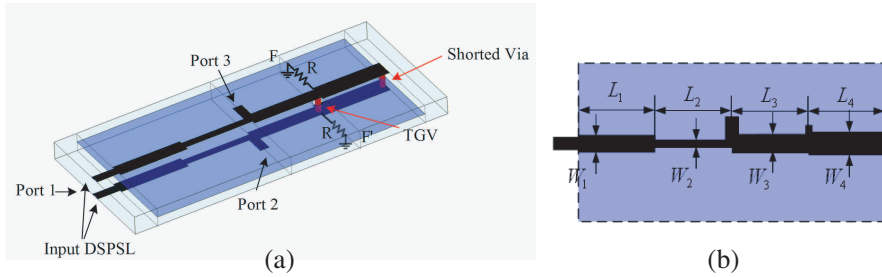 Port 3
F
R
Shorted Via
L₁
L₂
L₃
L₄
R
F'
TGV
Port 1
Port 2
W₁
W₂
W₃
W₄
Input DSPSL
(a)
(b)